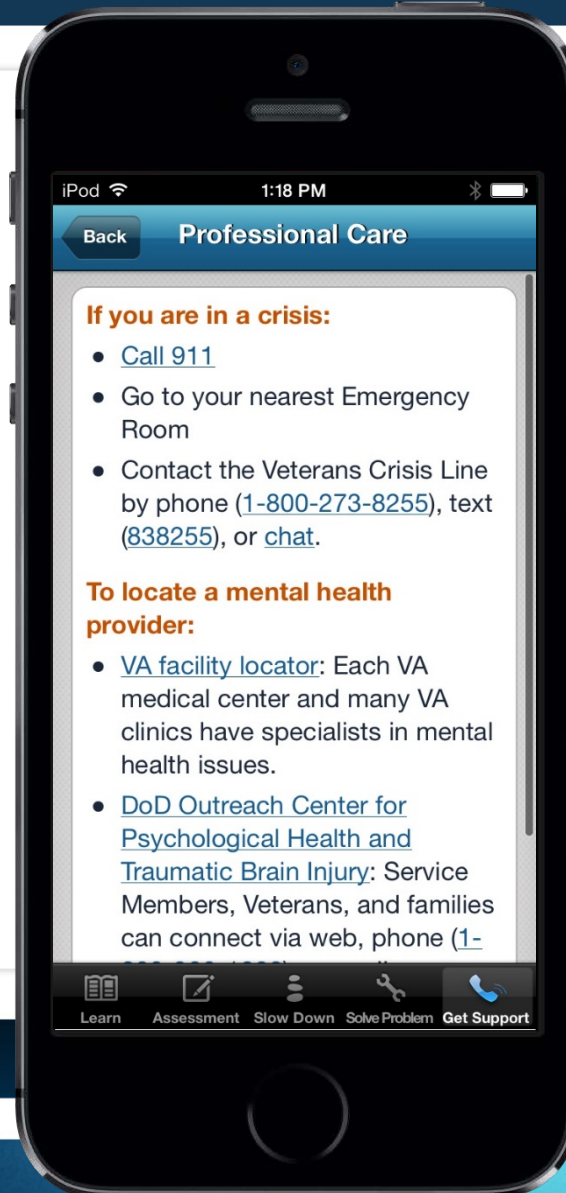 iPod 1:18 PM
Back Professional Care
If you are in a crisis:
• Call 911
• Go to your nearest Emergency
Room
• Contact the Veterans Crisis Line
by phone (1-800-273-8255), text
(838255), or chat.
To locate a mental health
provider:
• VA facility locator: Each VA
medical center and many VA
clinics have specialists in mental
health issues.
• DoD Outreach Center for
Psychological Health and
Traumatic Brain Injury: Service
Members, Veterans, and families
can connect via web, phone (1-
Learn Assessment Slow Down Solve Problem Get Support